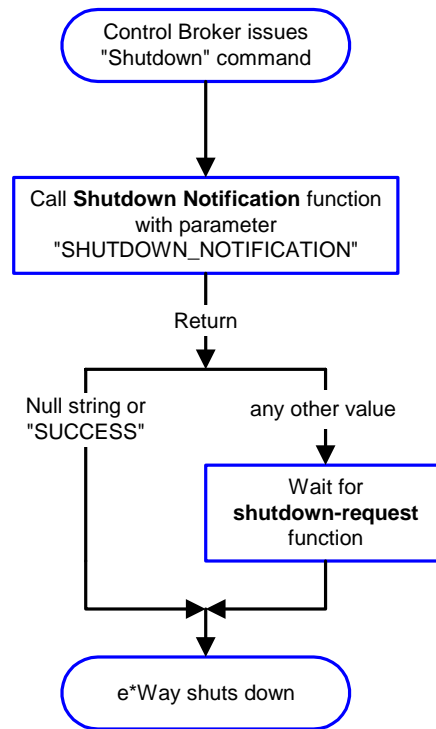 Control Broker issues
"Shutdown" command
Call Shutdown Notification function
with parameter
"SHUTDOWN_NOTIFICATION"
Return
Null string or
"SUCCESS"
any other value
Wait for
shutdown-request
function
e*Way shuts down